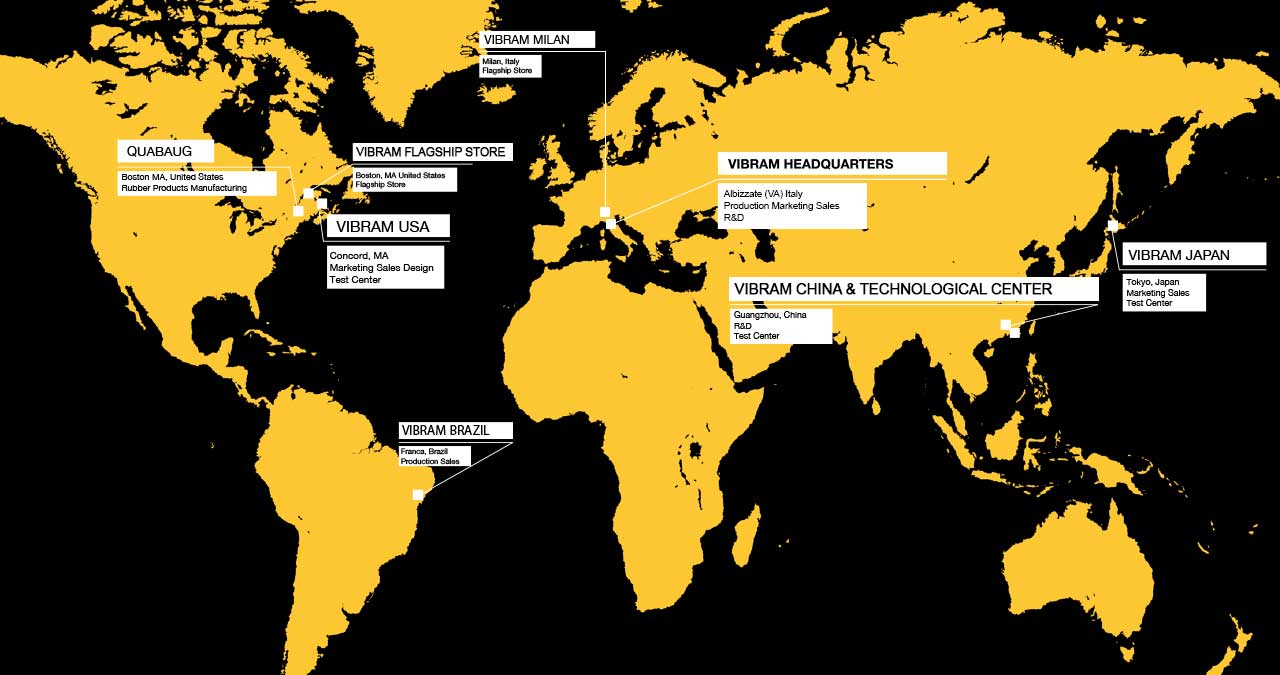 VIBRAM MILAN
Milan, Italy
Flagship Store
QUABAUG
Boston MA, United States
Rubber Products Manufacturing
VIBRAM FLAGSHIP STORE
Boston, MA United States
Flagship Store
VIBRAM HEADQUARTERS
Albizzate (VA) Italy
Production Marketing Sales
R&D
VIBRAM USA
Concord, MA
Marketing Sales Design
Test Center
VIBRAM JAPAN
Tokyo, Japan
Marketing Sales
Test Center
VIBRAM CHINA & TECHNOLOGICAL CENTER
Guangzhou, China
R&D
Test Center
VIBRAM BRAZIL
Franca, Brazil
Production Sales